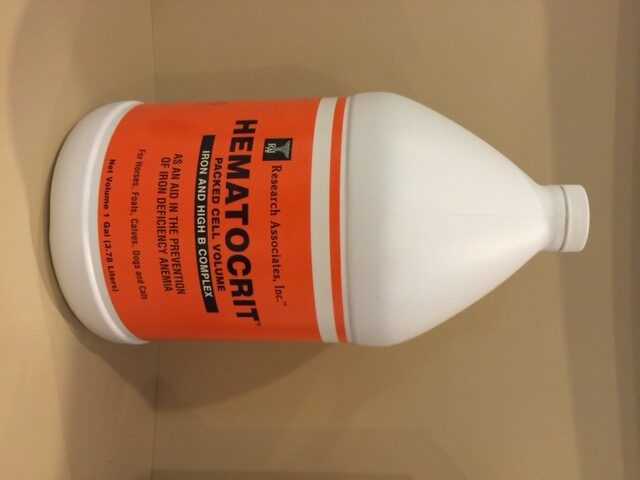 RAI
Research Associates, Inc.™
HEMATOCRIT™
PACKED CELL VOLUME
IRON AND HIGH B COMPLEX
AS AN AID IN THE PREVENTION
OF IRON DEFICIENCY ANEMIA
For Horses, Foals, Calves, Dogs and Cats
Net Volume 1 Gal (3.78 Liters)